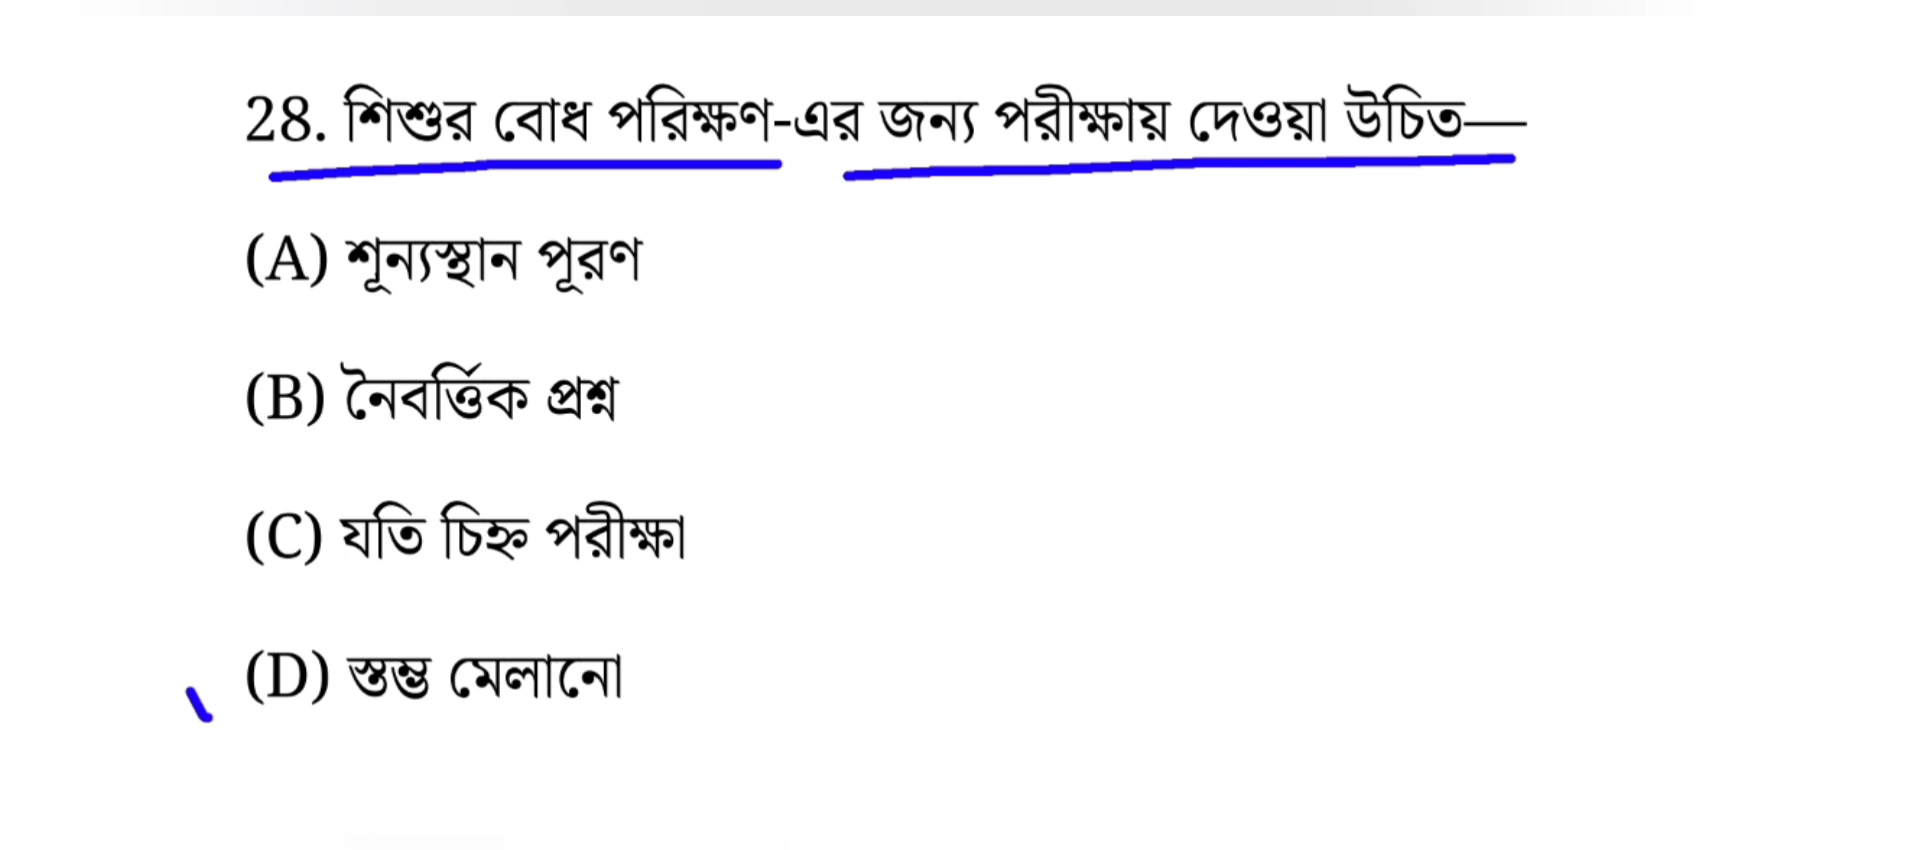 28. শিশুর বোধ পরিক্ষণ-এর জন্য পরীক্ষায় দেওয়া উচিত—
(A) শূন্যস্থান পূরণ
(B) নৈবর্ত্তিক প্রশ্ন
(C) যতি চিহ্ন পরীক্ষা
(D) স্তম্ভ মেলানো